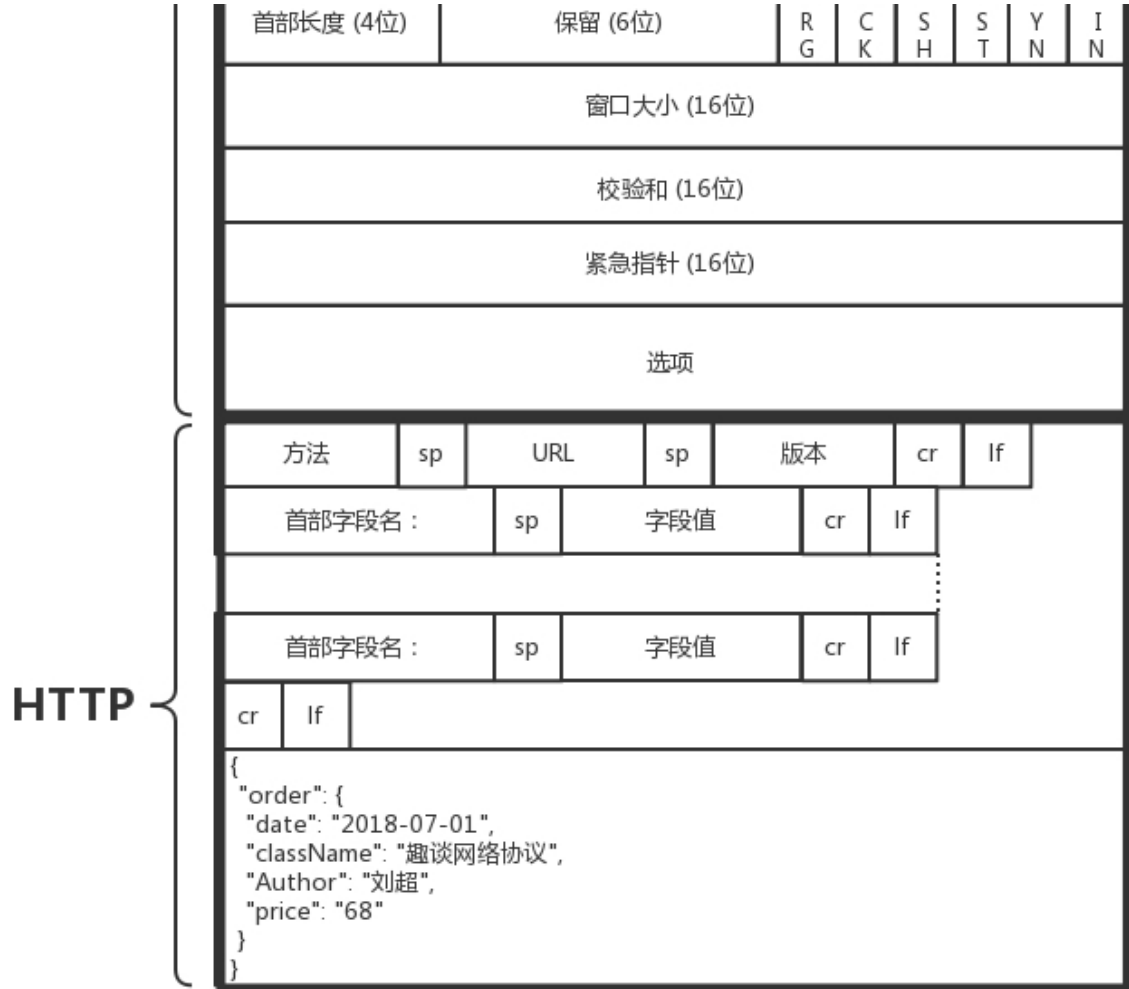 首部长度 (4位) 保留 (6位) R G C K S H S T Y N I N
窗口大小 (16位)
校验和 (16位)
紧急指针 (16位)
选项
方法 sp URL sp 版本 cr lf
首部字段名： sp 字段值 cr lf
首部字段名： sp 字段值 cr lf
HTTP
cr lf
{
"order": {
"date": "2018-07-01",
"className": "趣谈网络协议",
"Author": "刘超",
"price": "68"
}
}